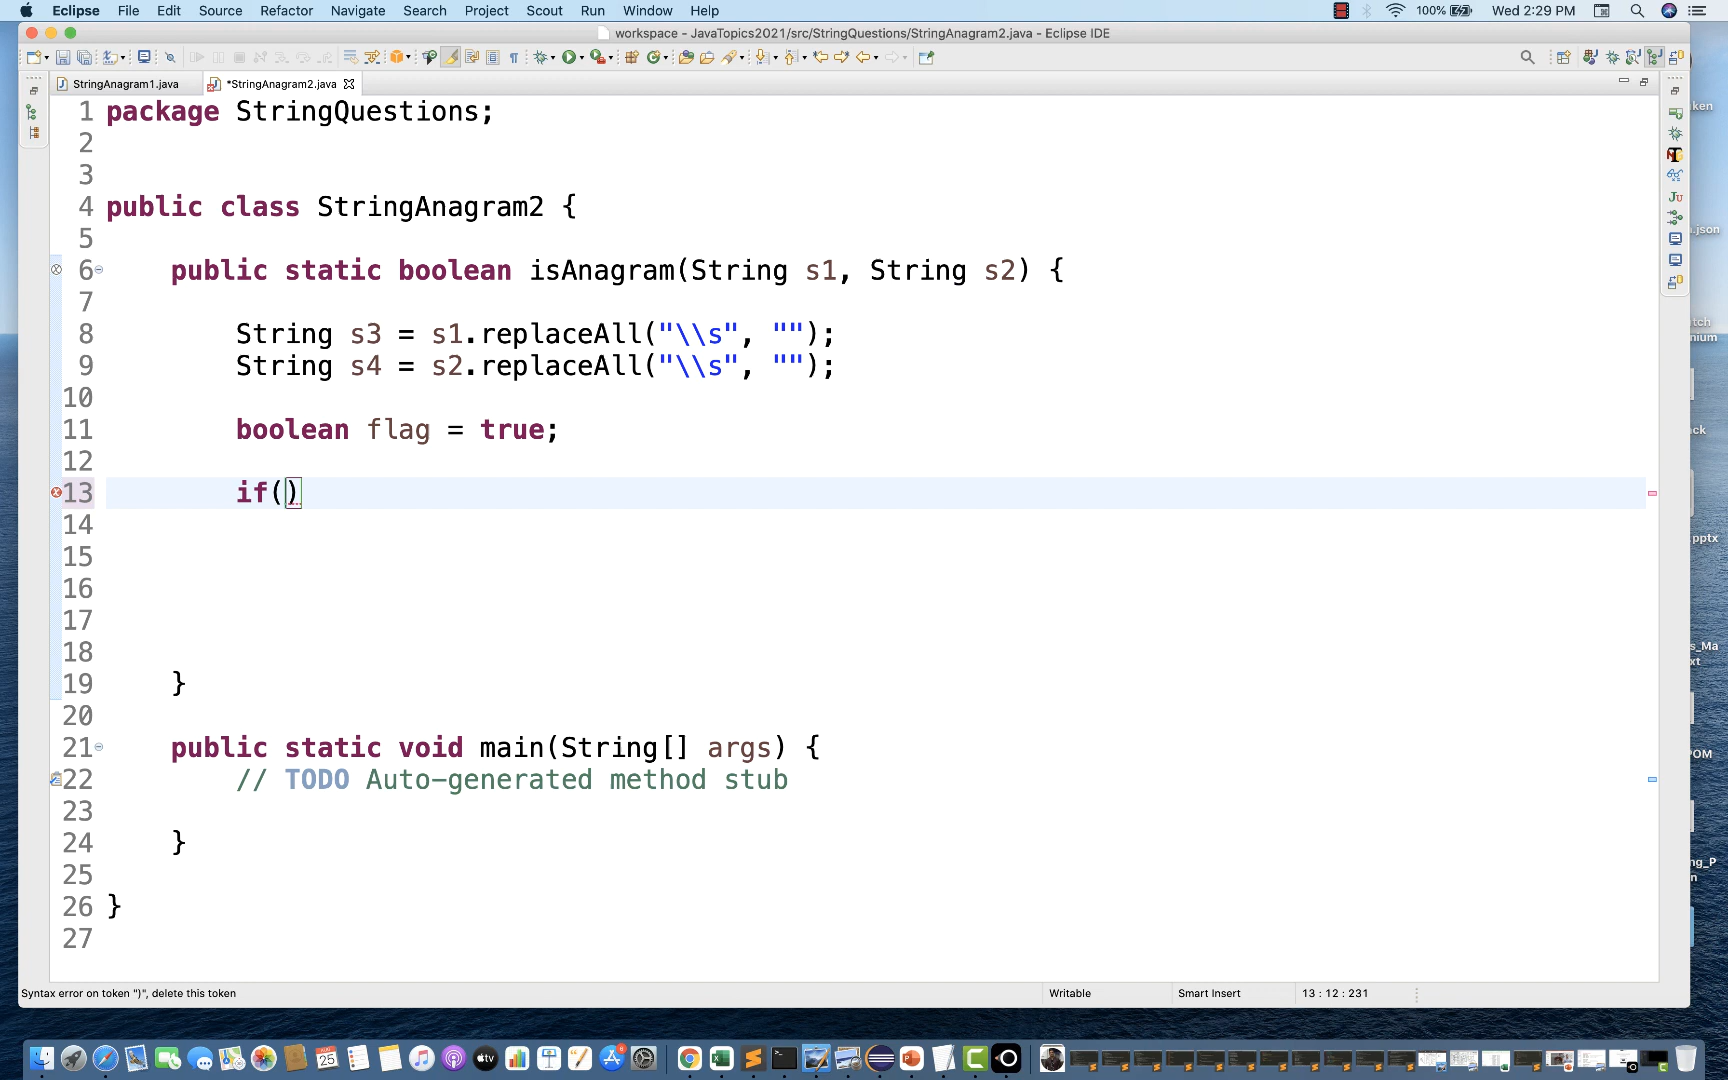 Eclipse File Edit Source Refactor Navigate Search Project Scout Run Window Help 100% Wed 2:29 PM
workspace - JavaTopics2021/src/StringQuestions/StringAnagram2.java - Eclipse IDE
StringAnagram1.java *StringAnagram2.java
1 package StringQuestions;
2
3
4 public class StringAnagram2 {
5
6 public static boolean isAnagram(String s1, String s2) {
7
8 String s3 = s1.replaceAll("\\s", "");
9 String s4 = s2.replaceAll("\\s", "");
10
11 boolean flag = true;
12
13 if()
14
15
16
17
18
19 }
20
21 public static void main(String[] args) {
22 // TODO Auto-generated method stub
23
24 }
25
26 }
27
Syntax error on token ")", delete this token Writable Smart Insert 13 : 12 : 231